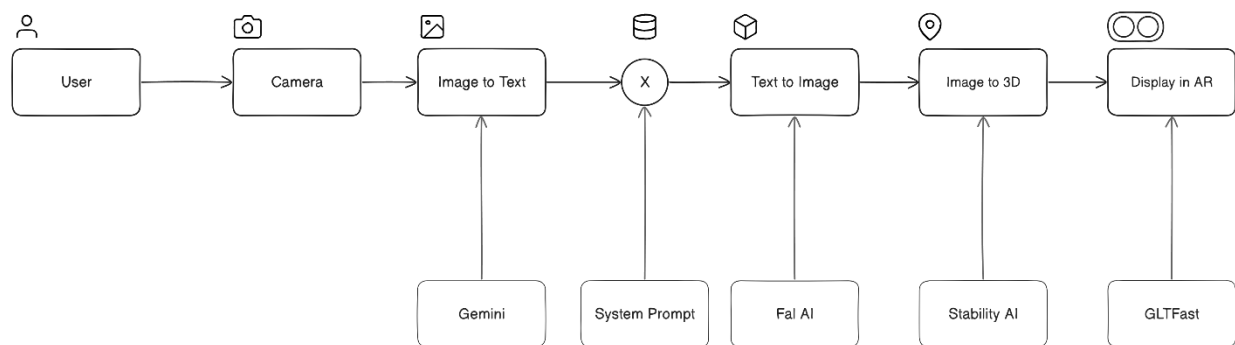 User
Camera
Image to Text
X
Text to Image
Image to 3D
Display in AR
Gemini
System Prompt
Fal AI
Stability AI
GLTFast